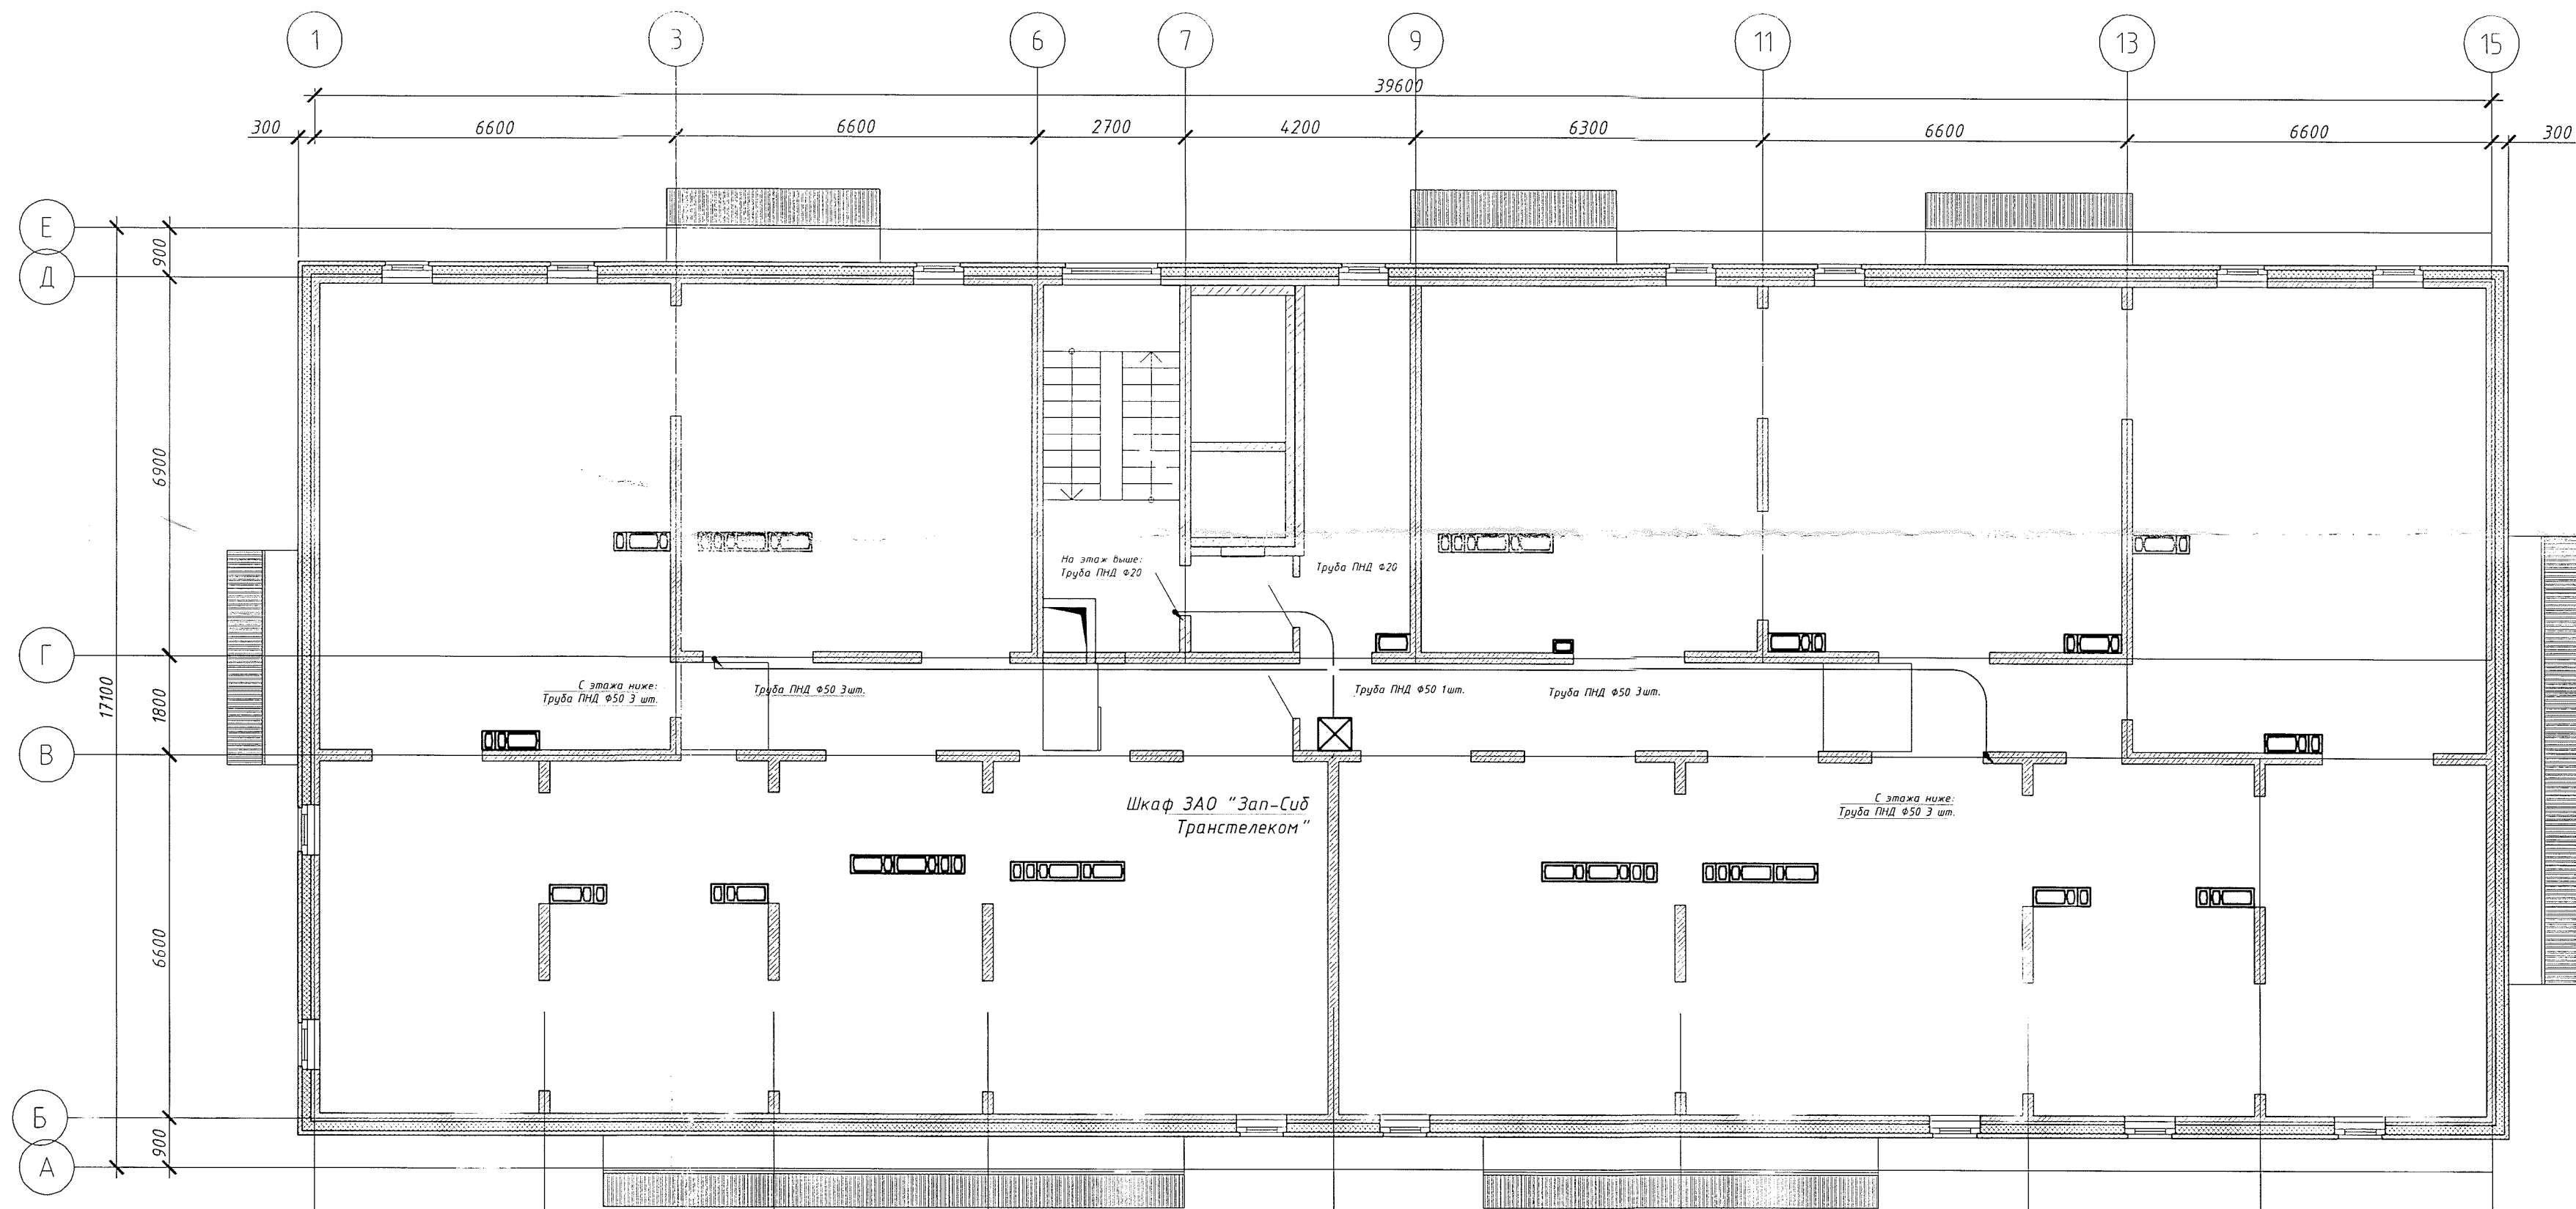 1 3 6 7 9 11 13 15
39600
300 6600 6600 2700 4200 6300 6600 6600 300
Е
900
Д
6900
На этаж выше:
Труба ПНД Ф20
Труба ПНД Ф20
Г
17100
1800
С этажа ниже:
Труба ПНД Ф50 3 шт.
Труба ПНД Ф50 3шт.
Труба ПНД Ф50 1шт.
Труба ПНД Ф50 3шт.
В
Шкаф ЗАО "Зап-Сиб
Транстелеком"
С этажа ниже:
Труба ПНД Ф50 3 шт.
6600
Б
900
А